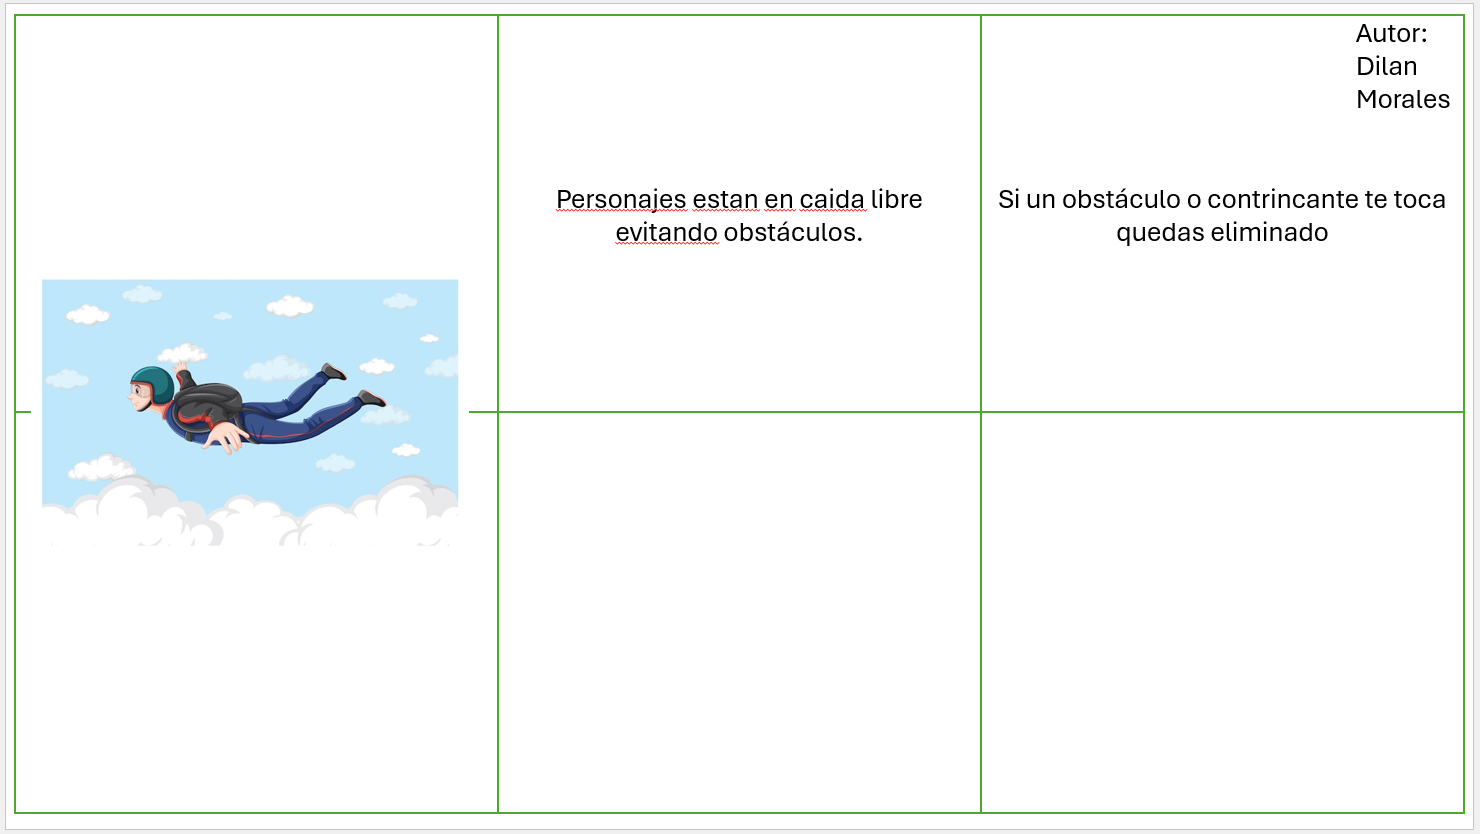 Autor:
Dilan
Morales
Personajes estan en caida libre
evitando obstáculos.
Si un obstáculo o contrincante te toca
quedas eliminado